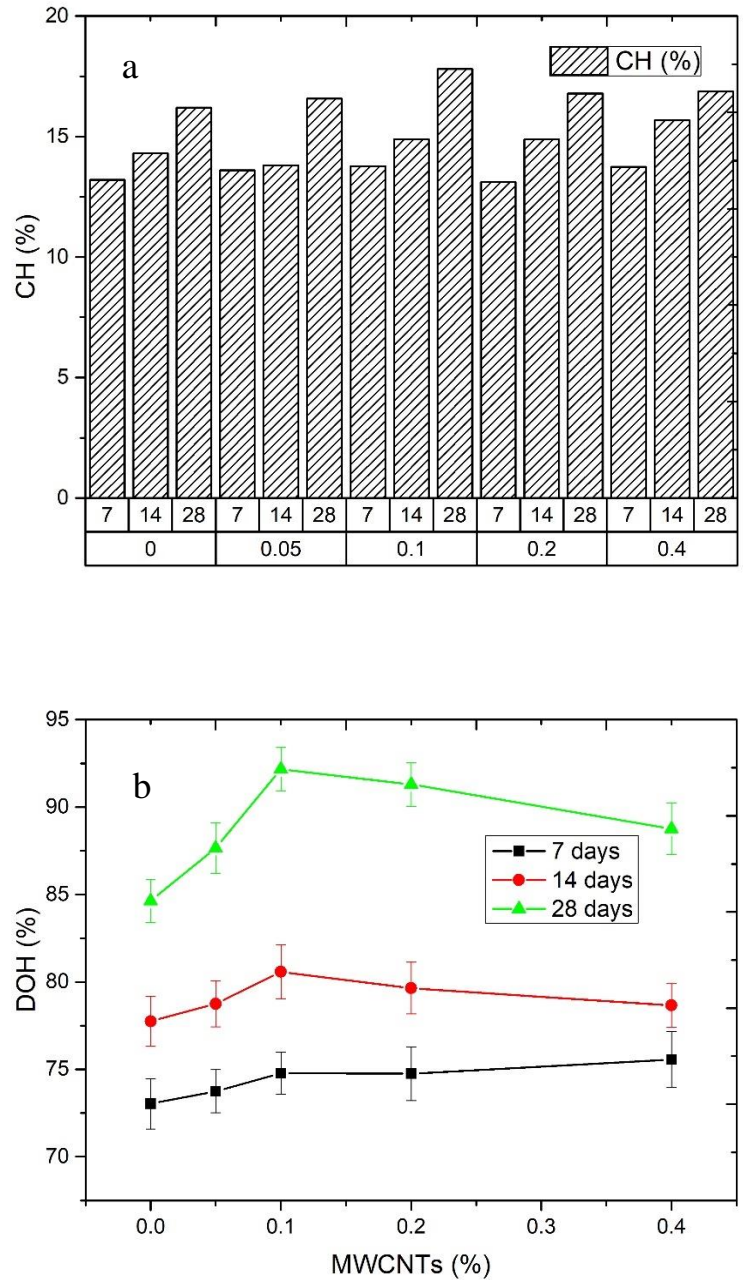 20
a
CH (%)
15
CH (%)
10
5
0
7 14 28 7 14 28 7 14 28 7 14 28 7 14 28
0 0.05 0.1 0.2 0.4
95
b
90
7 days
14 days
28 days
85
DOH (%)
80
75
70
0.0 0.1 0.2 0.3 0.4
MWCNTs (%)